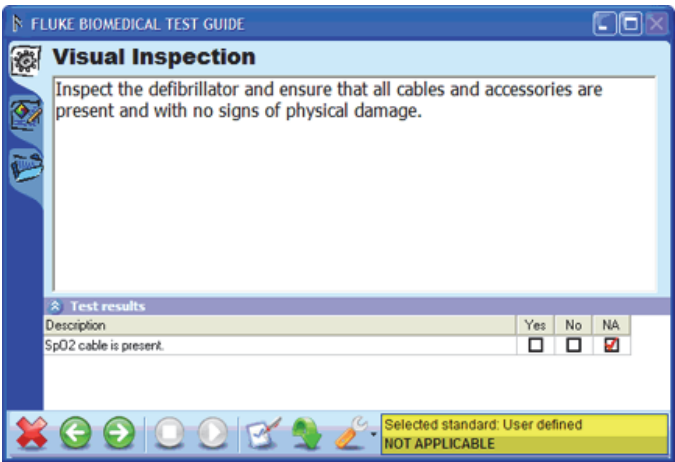 FLUKE BIOMEDICAL TEST GUIDE
Visual Inspection
Inspect the defibrillator and ensure that all cables and accessories are
present and with no signs of physical damage.
Test results
Description Yes No NA
SpO2 cable is present.
Selected standard: User defined
NOT APPLICABLE